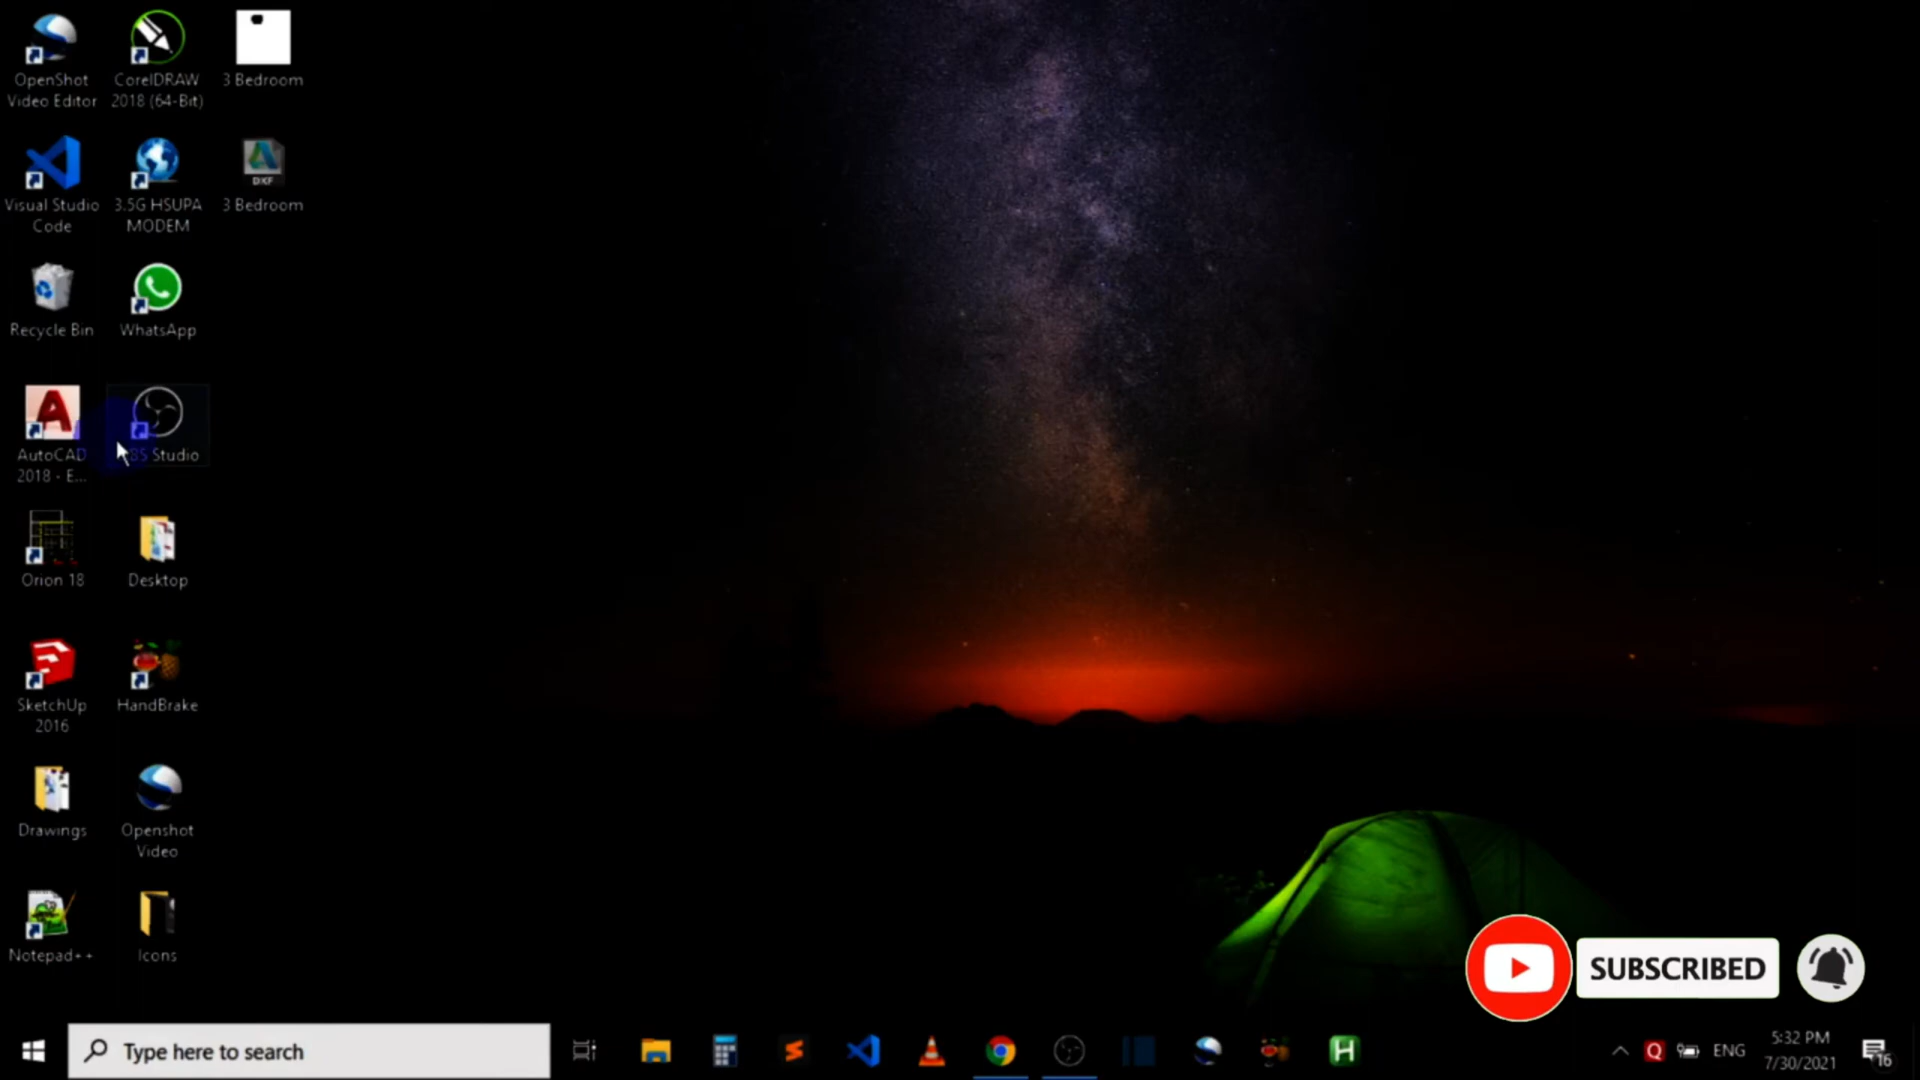 OpenShot
Video Editor
CorelDRAW
2018 (64-Bit)
3 Bedroom
Visual Studio
Code
3.5G HSUPA
MODEM
DXF
3 Bedroom
Recycle Bin
WhatsApp
AutoCAD
2018 - E...
Studio
Orion 18
Desktop
SketchUp
2016
HandBrake
Drawings
Openshot
Video
Notepad++
Icons
SUBSCRIBED
Type here to search
ENG
5:32 PM
7/30/2021
16